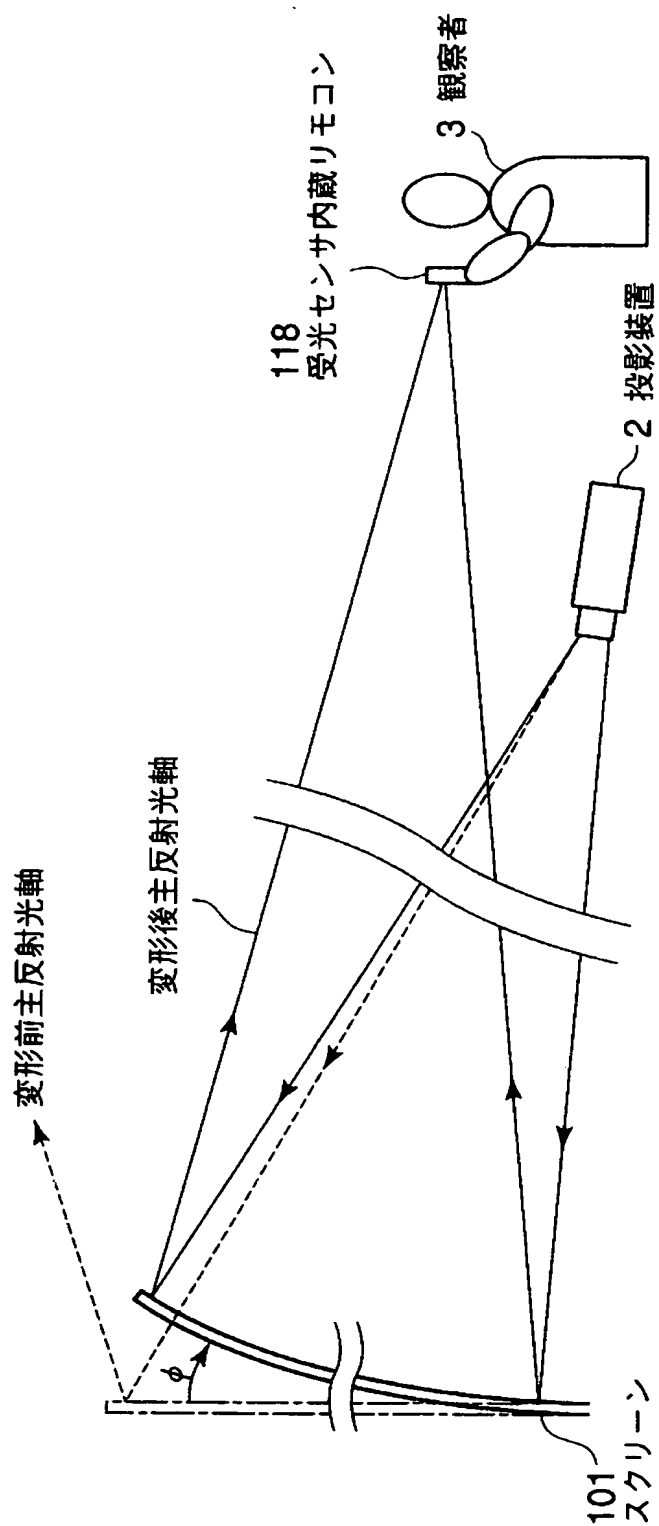 変形前主反射光軸
変形後主反射光軸
118
受光センサ内蔵リモコン
3 観察者
2 投影装置
φ
101
スクリーン